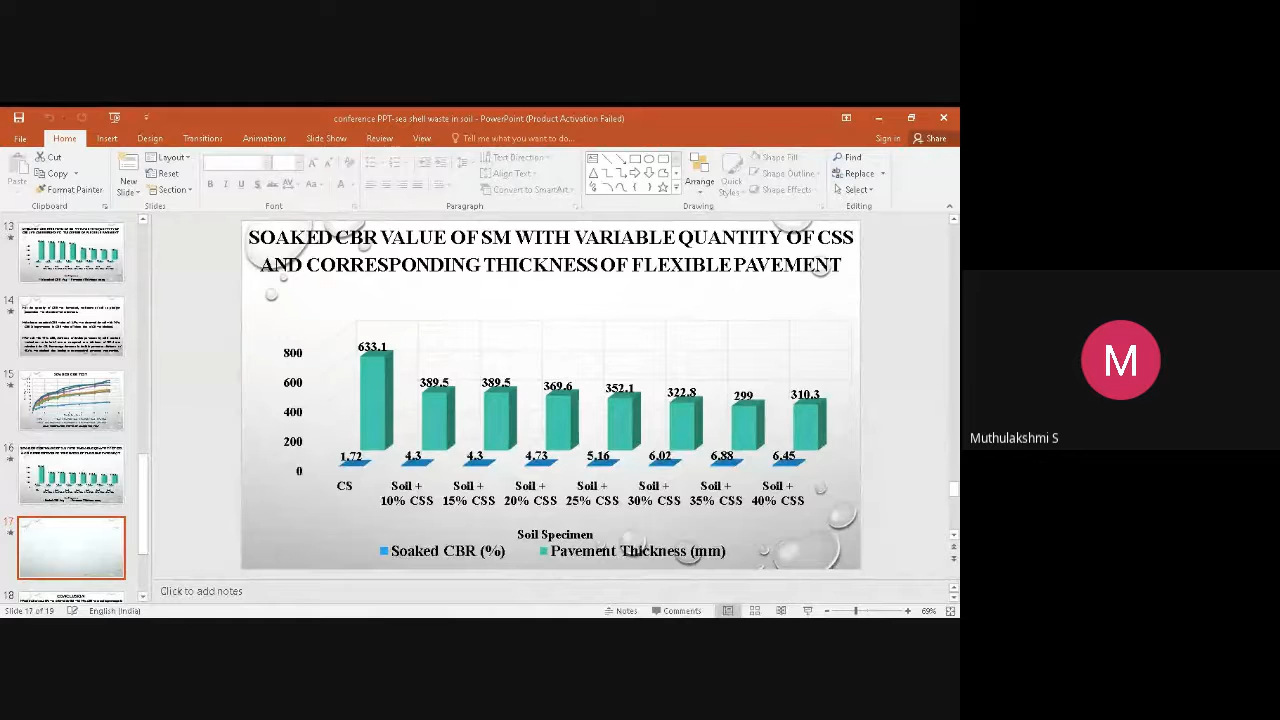 conference PPT-sea shell waste in soil - PowerPoint (Product Activation Failed)
File Home Insert Design Transitions Animations Slide Show Review View Tell me what you want to do... Sign in Share
Paste
Cut
Copy
Format Painter
Clipboard
New Slide
Layout
Reset
Section
Slides
Font
Text Direction
Align Text
Convert to SmartArt
Paragraph
Arrange
Quick Styles
Shape Fill
Shape Outline
Shape Effects
Drawing
Find
Replace
Select
Editing
13
14
15
16
17
18
SOAKED CBR VALUE OF SM WITH VARIABLE QUANTITY OF CSS
AND CORRESPONDING THICKNESS OF FLEXIBLE PAVEMENT
800
600
400
200
0
633.1 389.5 389.5 369.6 352.1 322.8 299 310.3
1.72 4.3 4.3 4.73 5.16 6.02 6.88 6.45
CS Soil + 10% CSS Soil + 15% CSS Soil + 20% CSS Soil + 25% CSS Soil + 30% CSS Soil + 35% CSS Soil + 40% CSS
Soil Specimen
Soaked CBR (%) Pavement Thickness (mm)
Click to add notes
Slide 17 of 19 English (India) Notes Comments 69%
M
Muthulakshmi S